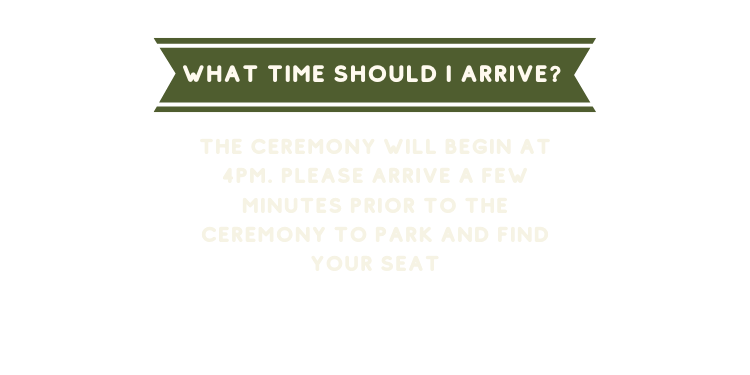 WHAT TIME SHOULD I ARRIVE?
THE CEREMONY WILL BEGIN AT
4PM. PLEASE ARRIVE A FEW
MINUTES PRIOR TO THE
CEREMONY TO PARK AND FIND
YOUR SEAT